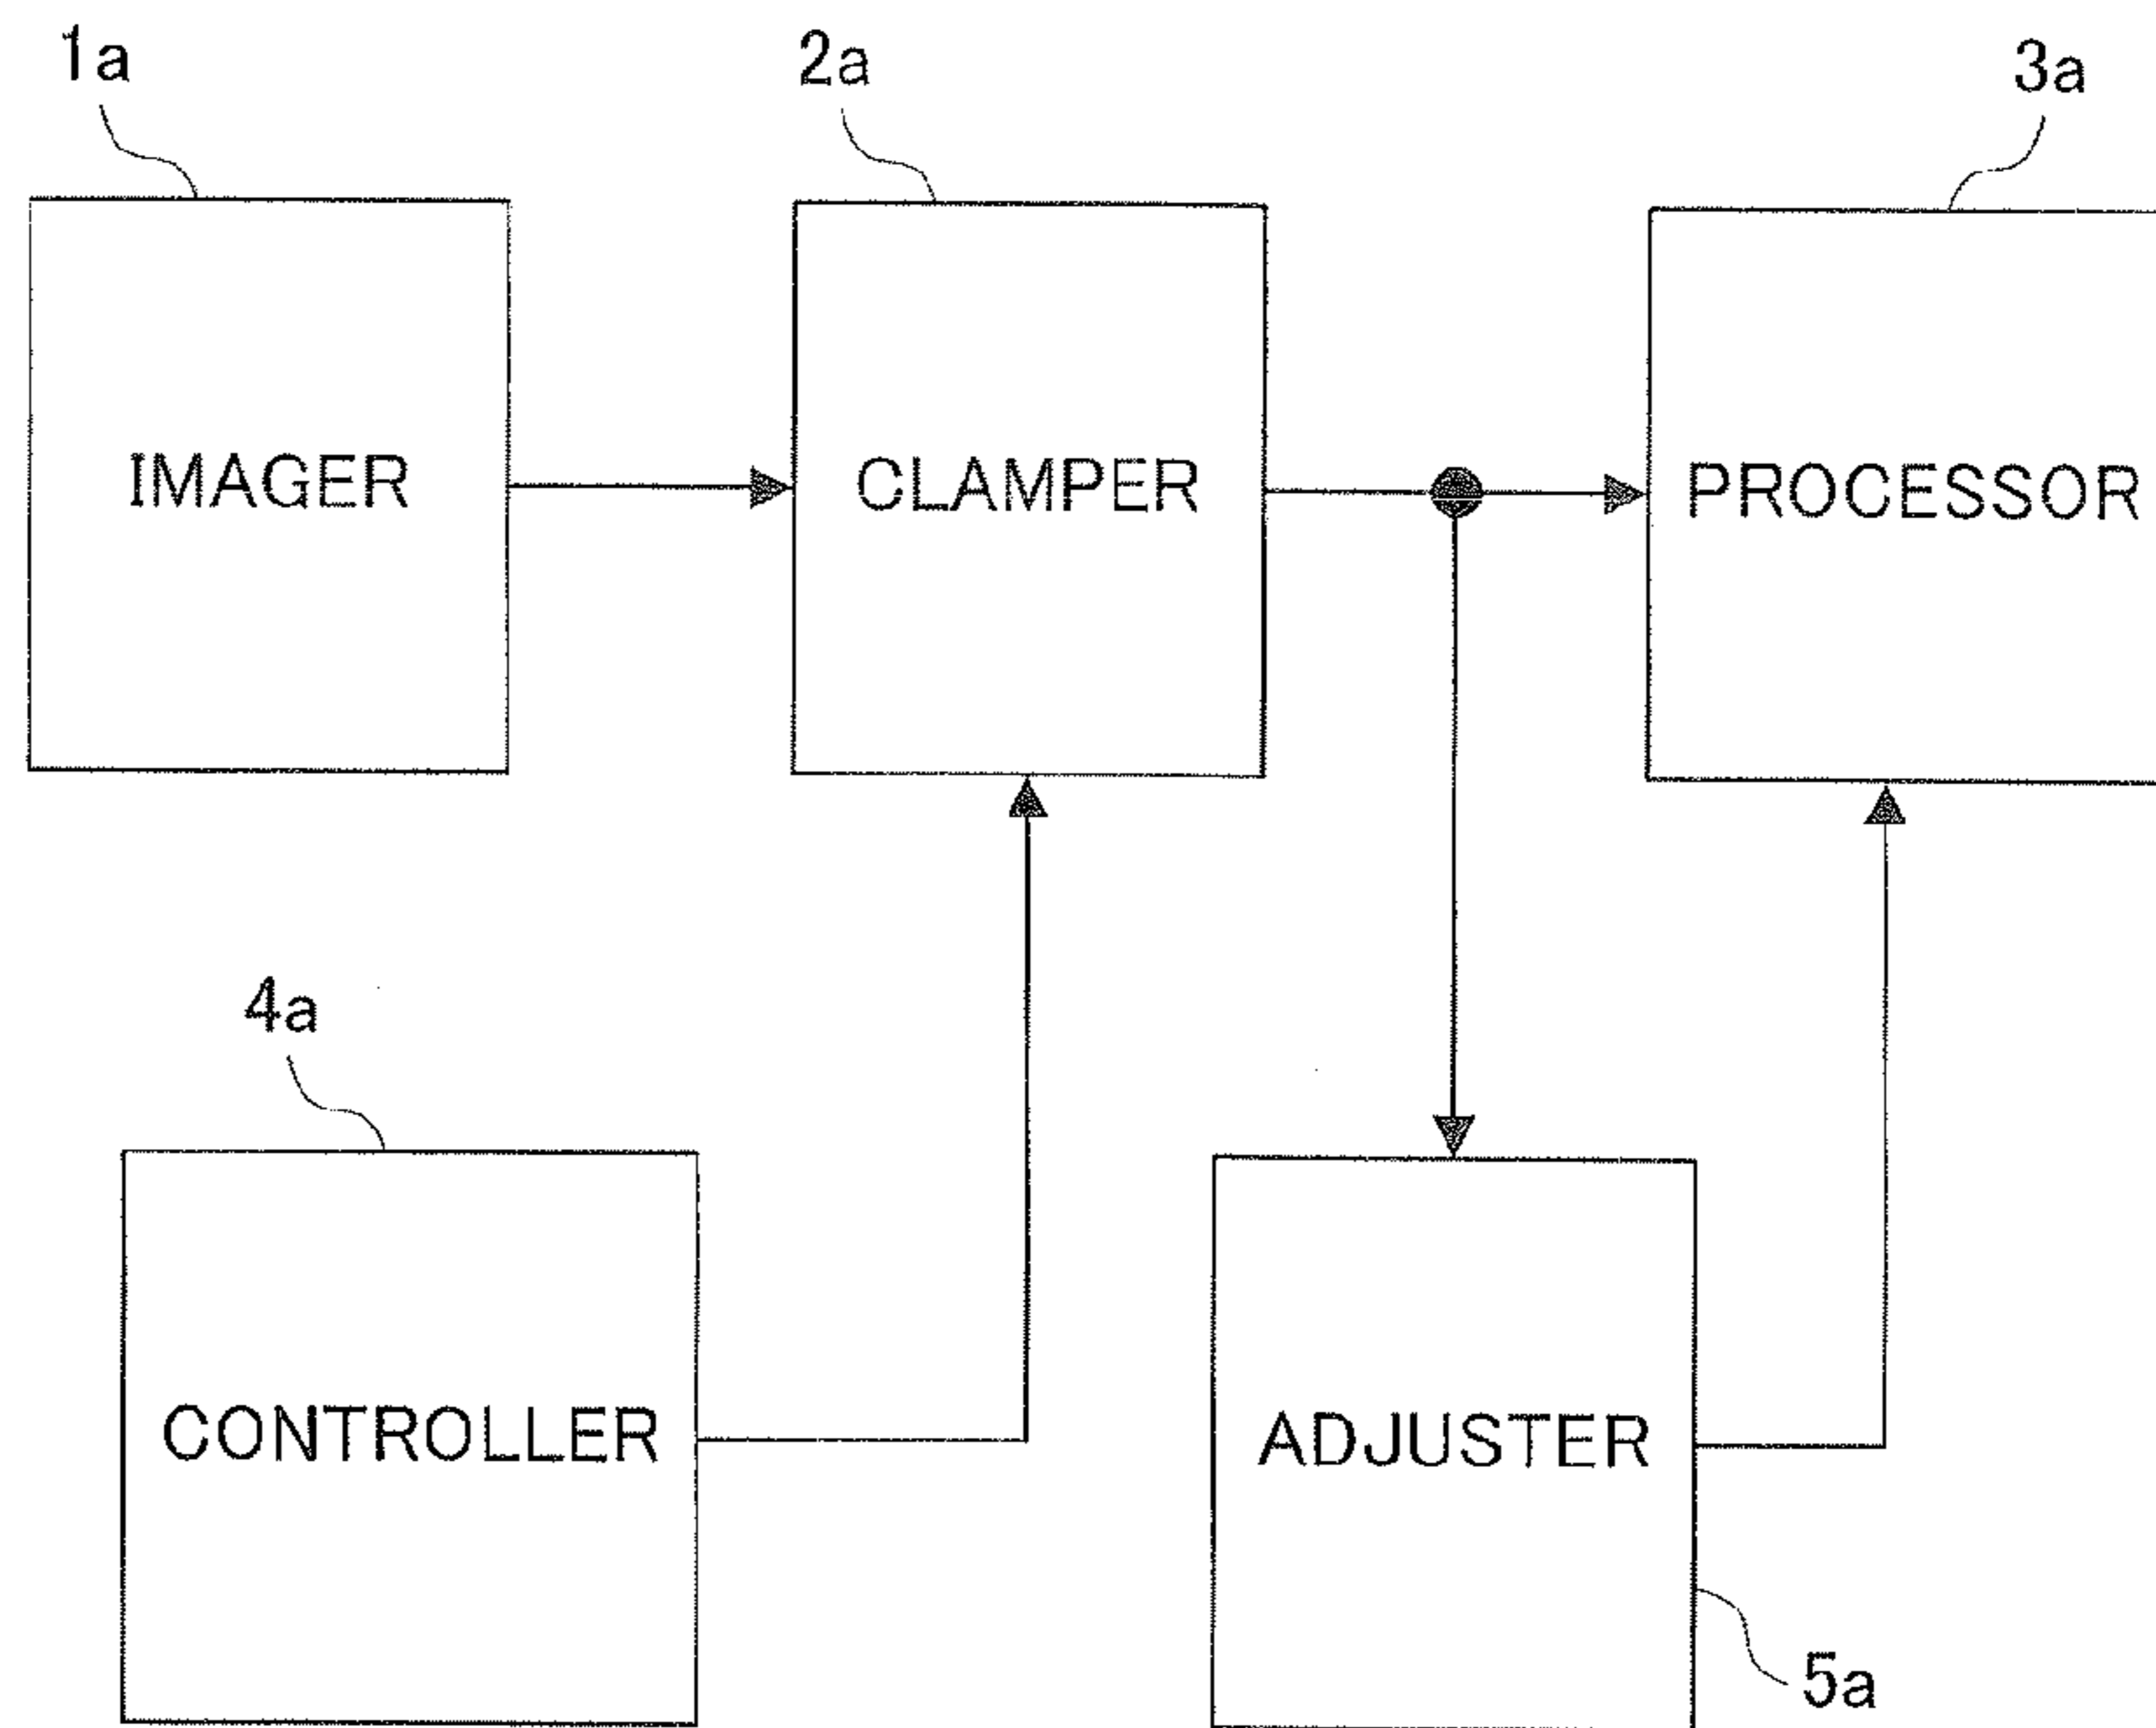 1a
2a
3a
IMAGER
CLAMPER
PROCESSOR
4a
CONTROLLER
ADJUSTER
5a